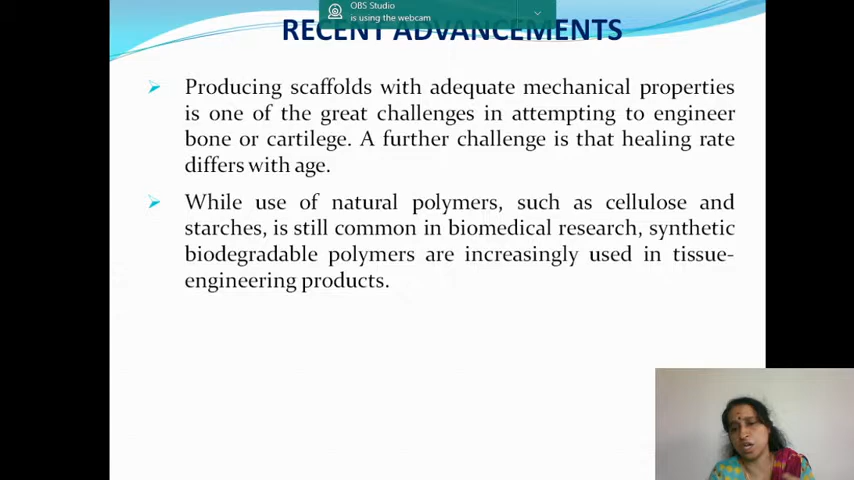 OBS Studio
is using the webcam
RECENT ADVANCEMENTS
Producing scaffolds with adequate mechanical properties
is one of the great challenges in attempting to engineer
bone or cartilege. A further challenge is that healing rate
differs with age.
While use of natural polymers, such as cellulose and
starches, is still common in biomedical research, synthetic
biodegradable polymers are increasingly used in tissue-
engineering products.